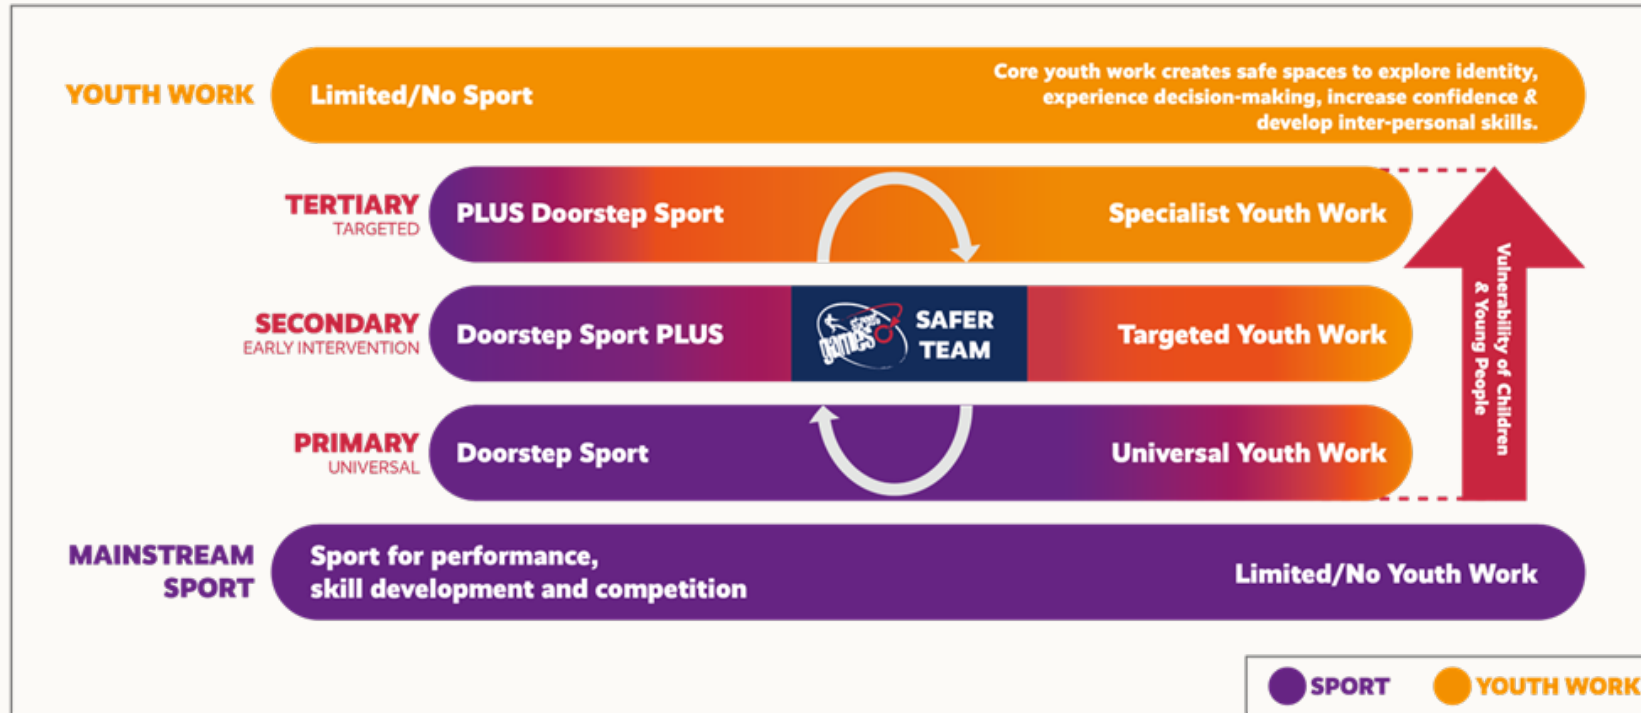 YOUTH WORK
Limited/No Sport
Core youth work creates safe spaces to explore identity,
experience decision-making, increase confidence &
develop inter-personal skills.
TERTIARY
TARGETED
PLUS Doorstep Sport
Specialist Youth Work
SECONDARY
EARLY INTERVENTION
Doorstep Sport PLUS
street
games
SAFER
TEAM
Targeted Youth Work
PRIMARY
UNIVERSAL
Doorstep Sport
Universal Youth Work
Vulnerability of Children
& Young People
MAINSTREAM
SPORT
Sport for performance,
skill development and competition
Limited/No Youth Work
SPORT
YOUTH WORK